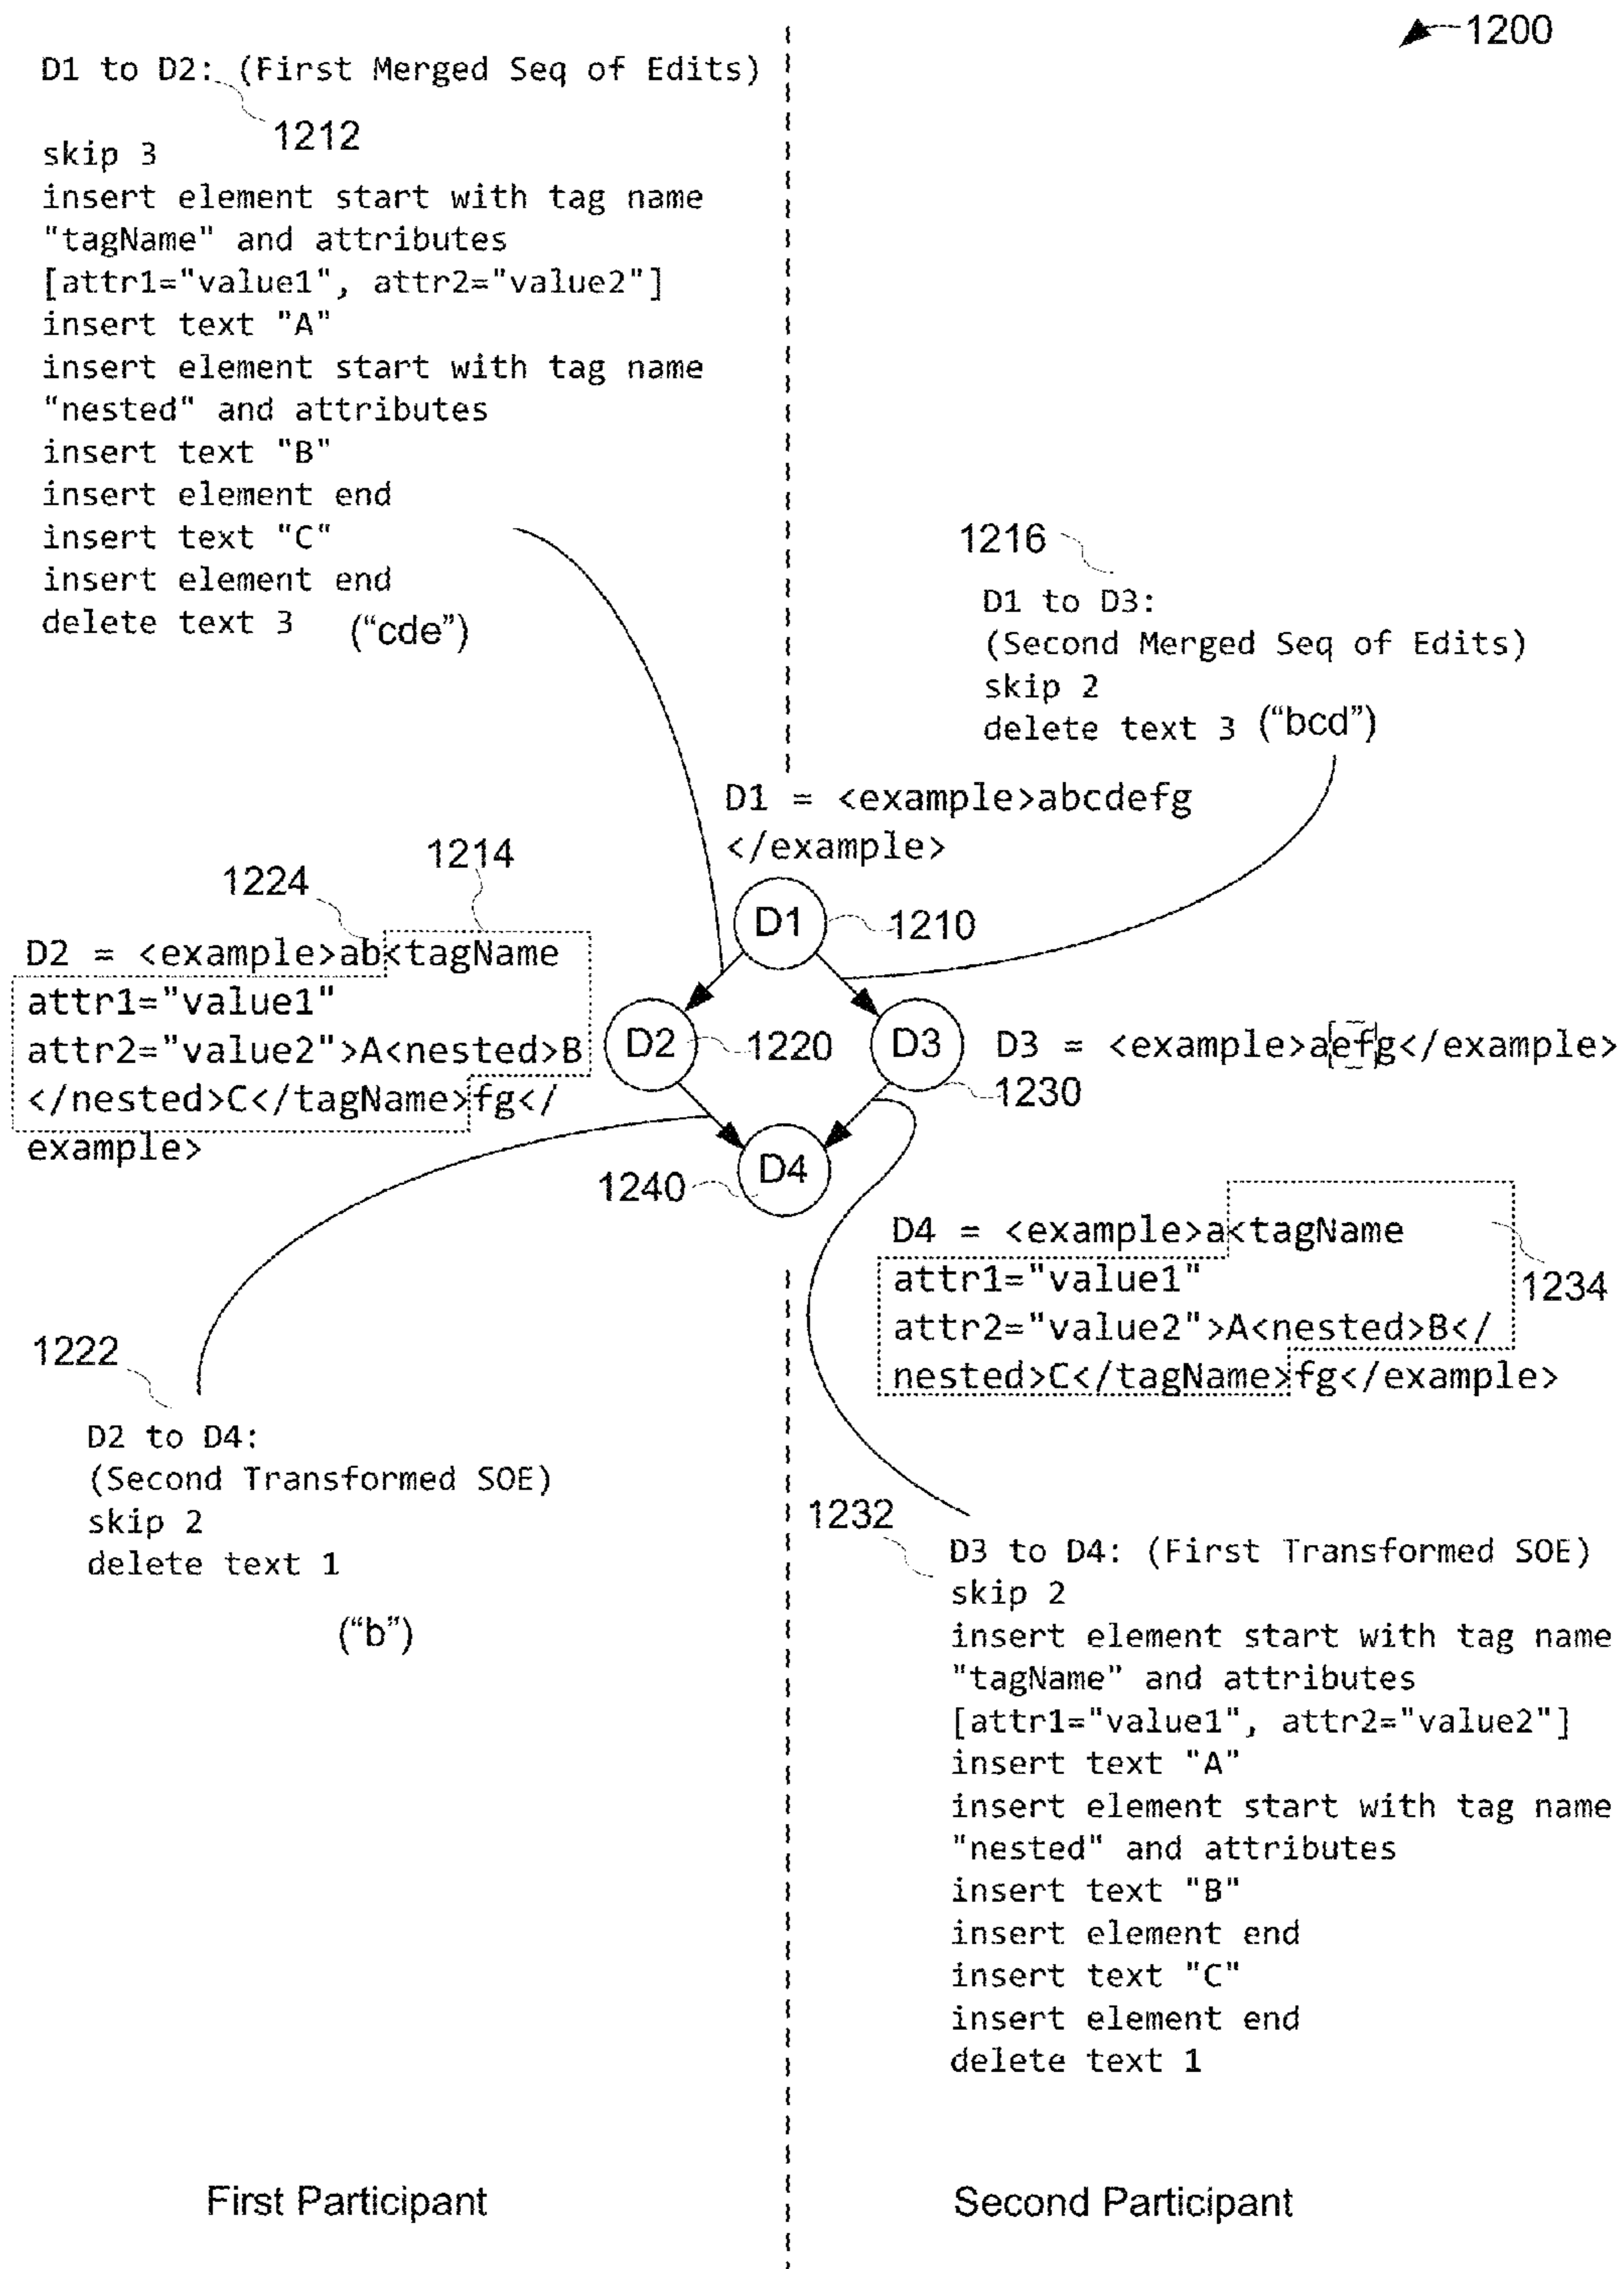 1200
D1 to D2: (First Merged Seq of Edits)
1212
skip 3
insert element start with tag name
"tagName" and attributes
[attr1="value1", attr2="value2"]
insert text "A"
insert element start with tag name
"nested" and attributes
insert text "B"
insert element end
insert text "C"
insert element end
delete text 3 ("cde")
1216
D1 to D3:
(Second Merged Seq of Edits)
skip 2
delete text 3 ("bcd")
D1 = <example>abcdefg
</example>
1214
1224
D1
1210
D2 = <example>ab<tagName
attr1="value1"
attr2="value2">A<nested>B
</nested>C</tagName>fg</
example>
D2
1220
D3
1230
D3 = <example>aefg</example>
D4
1240
D4 = <example>a<tagName
attr1="value1"
attr2="value2">A<nested>B</
nested>C</tagName>fg</example>
1234
1222
D2 to D4:
(Second Transformed SOE)
skip 2
delete text 1
("b")
1232
D3 to D4: (First Transformed SOE)
skip 2
insert element start with tag name
"tagName" and attributes
[attr1="value1", attr2="value2"]
insert text "A"
insert element start with tag name
"nested" and attributes
insert text "B"
insert element end
insert text "C"
insert element end
delete text 1
First Participant
Second Participant